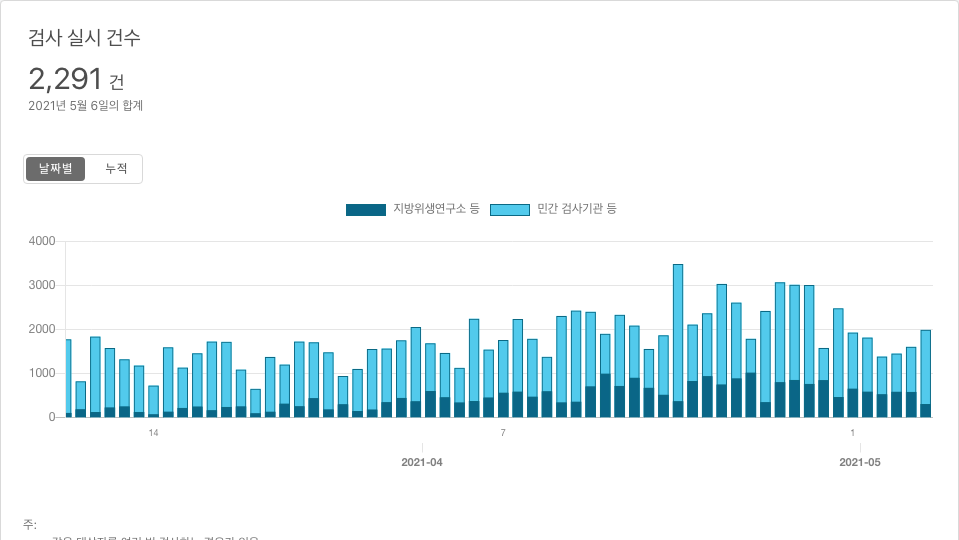 검사 실시 건수
2,291 건
2021년 5월 6일의 합계
날짜별 누적
지방위생연구소 등 민간 검사기관 등
4000
3000
2000
1000
0
14 7 1
2021-04 2021-05
주: